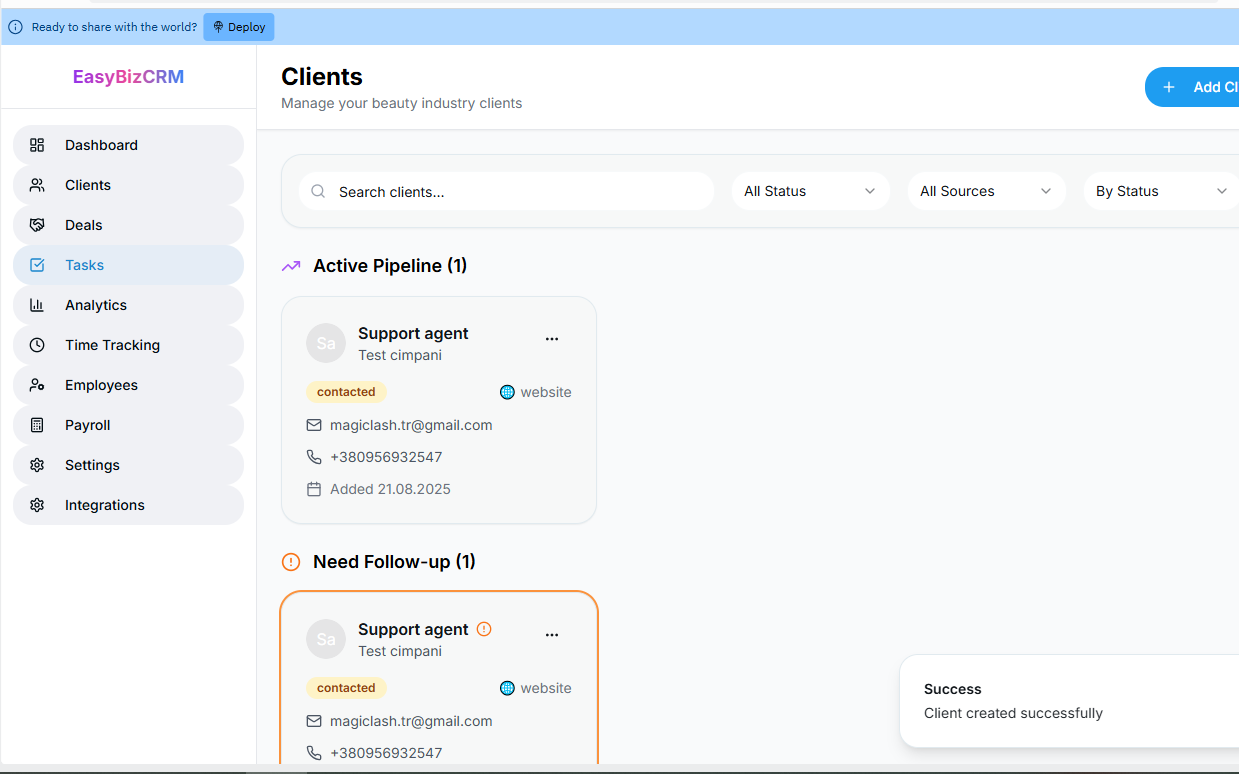 Ready to share with the world? Deploy
EasyBizCRM
Dashboard
Clients
Deals
Tasks
Analytics
Time Tracking
Employees
Payroll
Settings
Integrations
Clients
Manage your beauty industry clients
Add Cl
Search clients...
All Status
All Sources
By Status
Active Pipeline (1)
Sa
Support agent
Test cimpani
contacted
website
magiclash.tr@gmail.com
+380956932547
Added 21.08.2025
Need Follow-up (1)
Sa
Support agent
Test cimpani
contacted
website
magiclash.tr@gmail.com
+380956932547
Success
Client created successfully